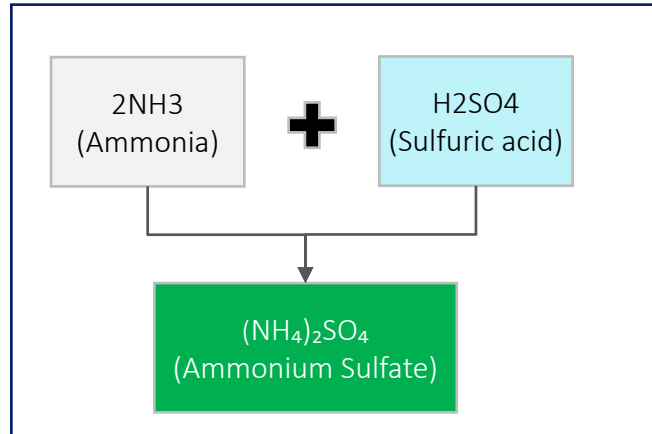 2NH3
(Ammonia)
H2SO4
(Sulfuric acid)
(NH₄)₂SO₄
(Ammonium Sulfate)